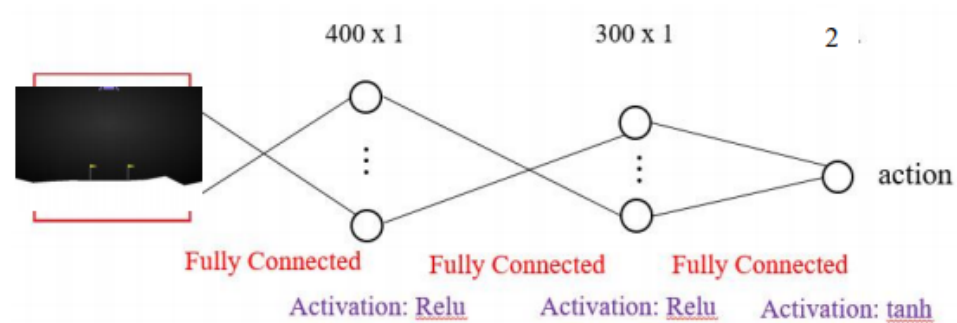 400 x 1
300 x 1
2
action
Fully Connected
Fully Connected
Fully Connected
Activation: Relu
Activation: Relu
Activation: tanh